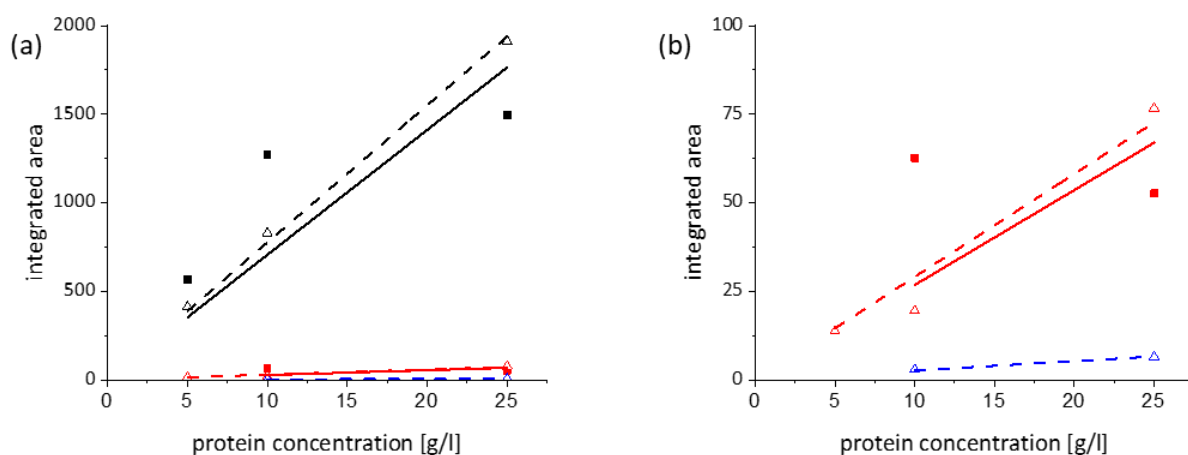 (a)
integrated area
2000
1500
1000
500
0
0 5 10 15 20 25
protein concentration [g/l]
(b)
integrated area
100
75
50
25
0
0 5 10 15 20 25
protein concentration [g/l]